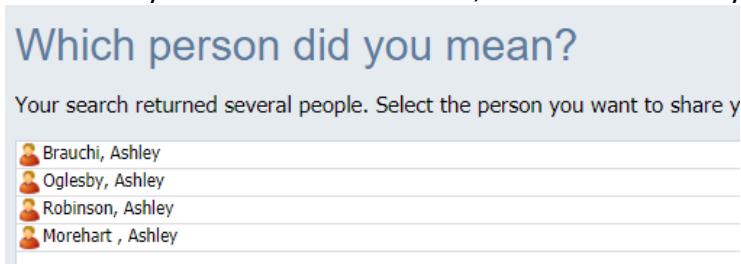 Which person did you mean?
Your search returned several people. Select the person you want to share y
Brauchi, Ashley
Oglesby, Ashley
Robinson, Ashley
Morehart , Ashley